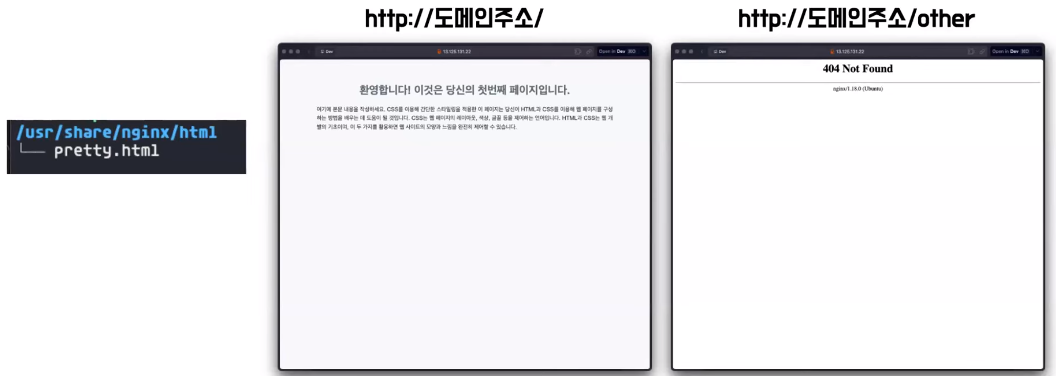 http://도메인주소/
http://도메인주소/other
/usr/share/nginx/html
└── pretty.html
Dev
10.120.131.22
Open in Dev
환영합니다! 이것은 당신의 첫번째 페이지입니다.
여기에 본문 내용을 작성하세요. CSS를 이용해 간단한 스타일링을 적용한 이 페이지는 당신이 HTML과 CSS를 이용해 웹 페이지를 구성
하는 방법을 배우는 데 도움이 될 것입니다. CSS는 웹 페이지의 레이아웃, 색상, 글꼴 등을 제어하는 언어입니다. HTML과 CSS는 웹 개
발의 기초이며, 이 두 가지를 활용하면 웹 사이트의 모양과 느낌을 완전히 제어할 수 있습니다.
Dev
10.120.131.22
Open in Dev
404 Not Found
nginx/1.18.0 (Ubuntu)